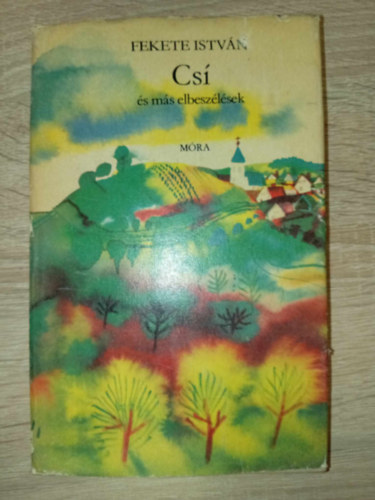 FEKETE ISTVÁN
Csí
és más elbeszélések
MÓRA